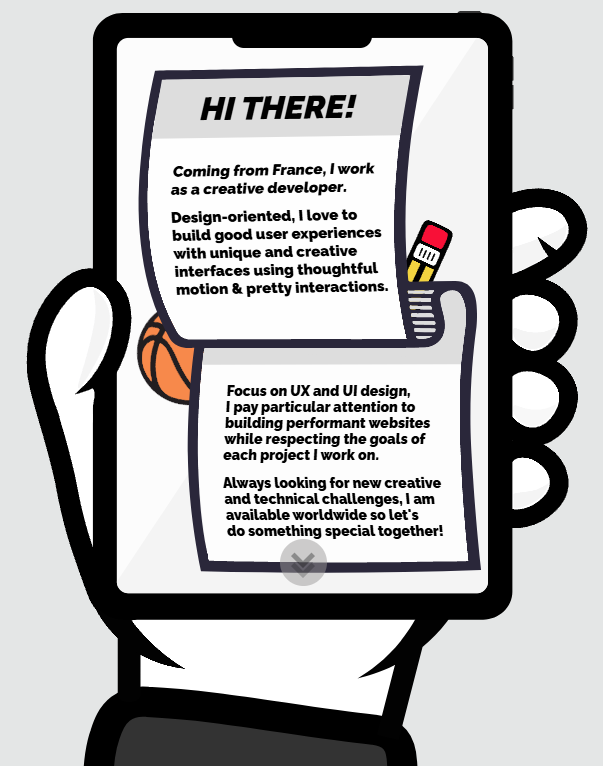 HI THERE!
Coming from France, I work
as a creative developer.
Design-oriented, I love to
build good user experiences
with unique and creative
interfaces using thoughtful
motion & pretty interactions.
Focus on UX and UI design,
I pay particular attention to
building performant websites
while respecting the goals of
each project I work on.
Always looking for new creative
and technical challenges, I am
available worldwide so let's
do something special together!